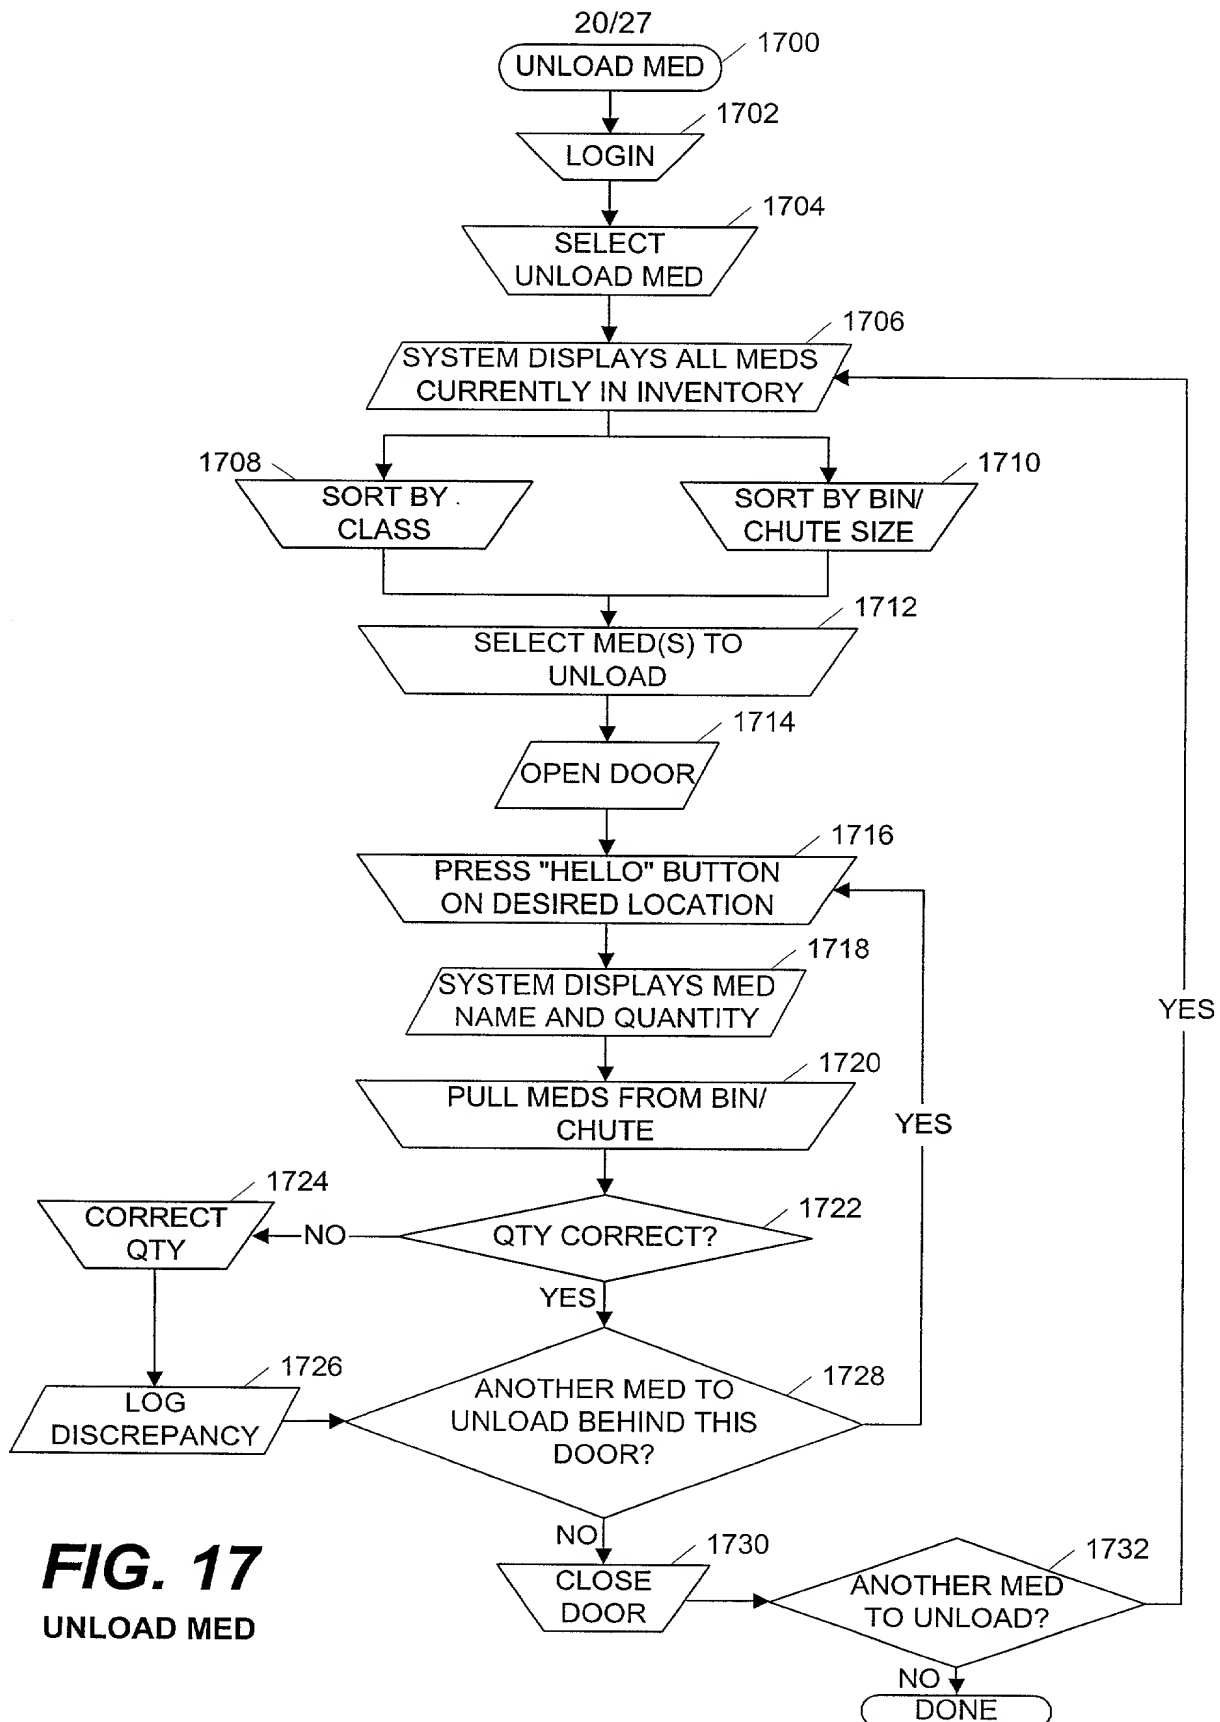 20/27
UNLOAD MED
1700
1702
LOGIN
1704
SELECT
UNLOAD MED
1706
SYSTEM DISPLAYS ALL MEDS
CURRENTLY IN INVENTORY
1708
SORT BY
CLASS
1710
SORT BY BIN/
CHUTE SIZE
1712
SELECT MED(S) TO
UNLOAD
1714
OPEN DOOR
1716
PRESS "HELLO" BUTTON
ON DESIRED LOCATION
1718
SYSTEM DISPLAYS MED
NAME AND QUANTITY
YES
1720
PULL MEDS FROM BIN/
CHUTE
YES
1724
CORRECT
QTY
NO
1722
QTY CORRECT?
YES
1726
LOG
DISCREPANCY
1728
ANOTHER MED TO
UNLOAD BEHIND THIS
DOOR?
NO
1730
CLOSE
DOOR
1732
ANOTHER MED
TO UNLOAD?
NO
DONE
FIG. 17
UNLOAD MED